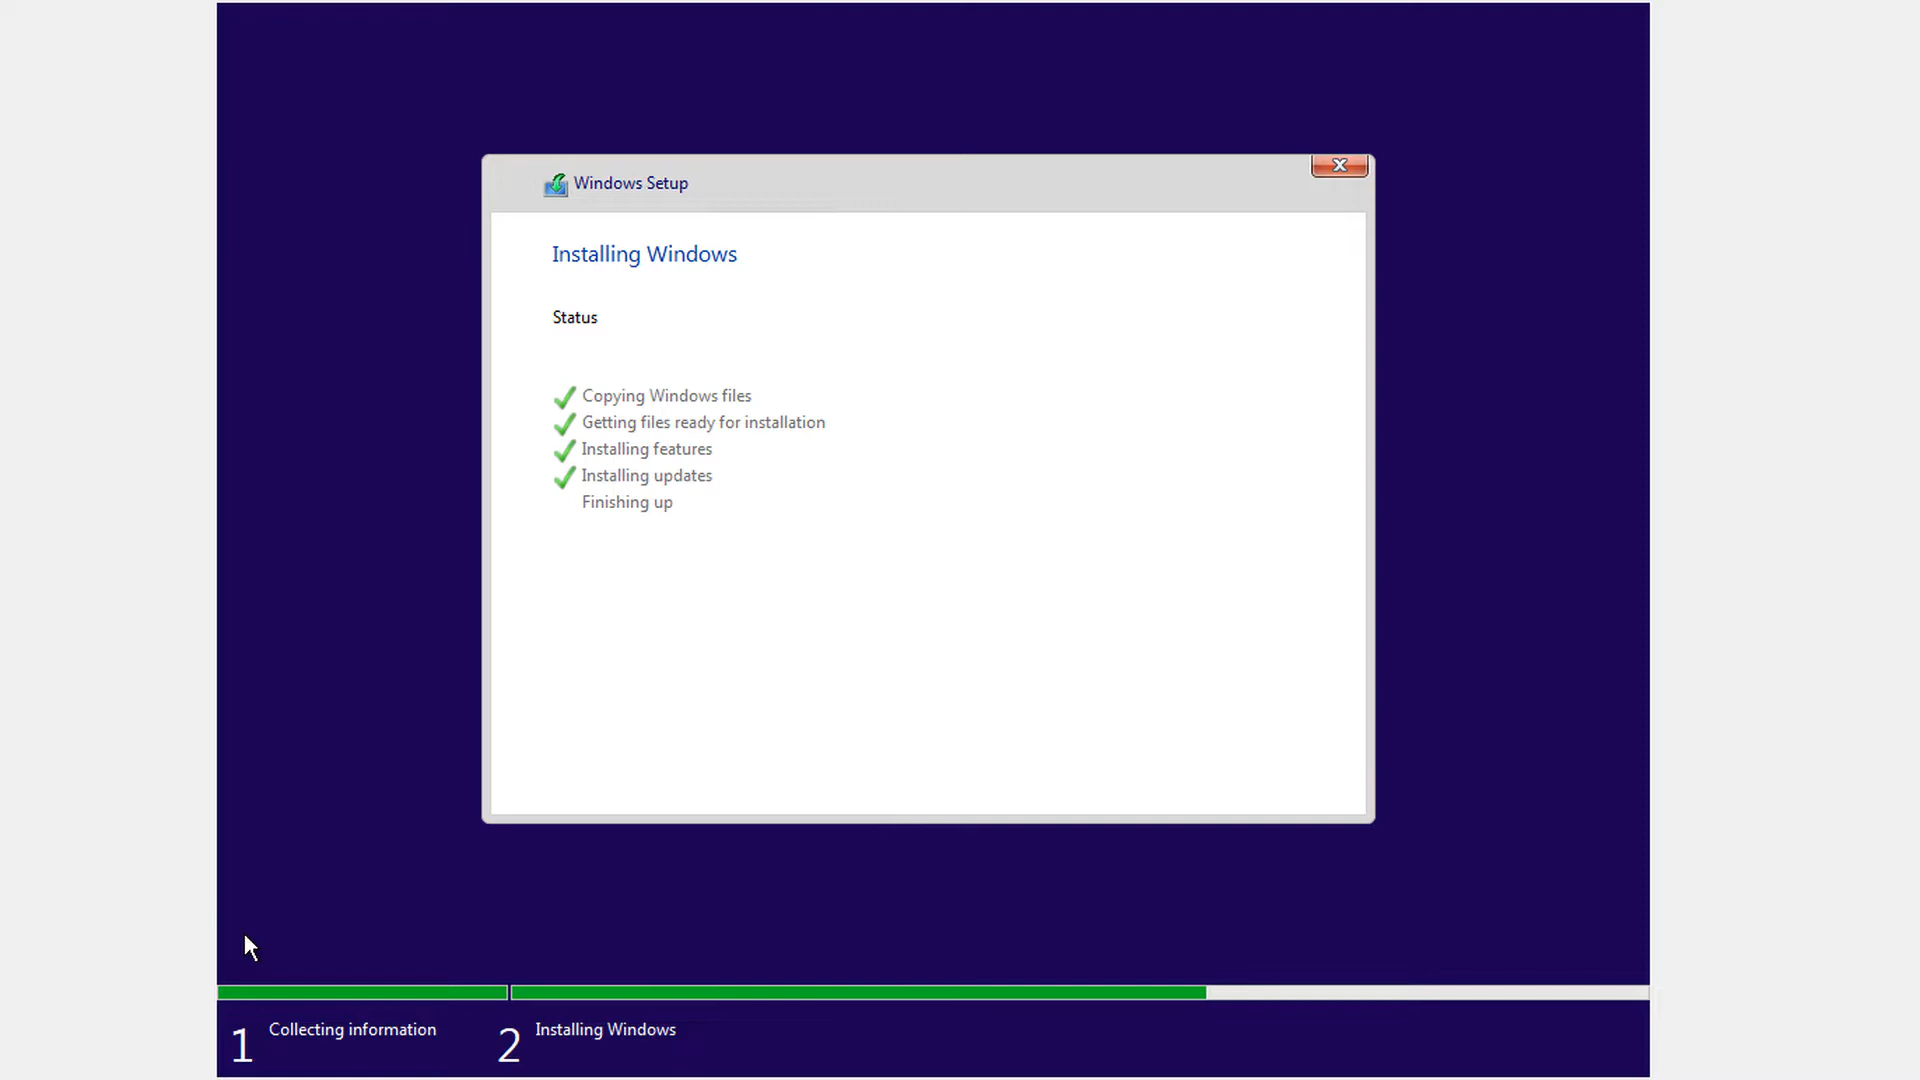 Windows Setup
Installing Windows
Status
Copying Windows files
Getting files ready for installation
Installing features
Installing updates
Finishing up
1 Collecting information
2 Installing Windows